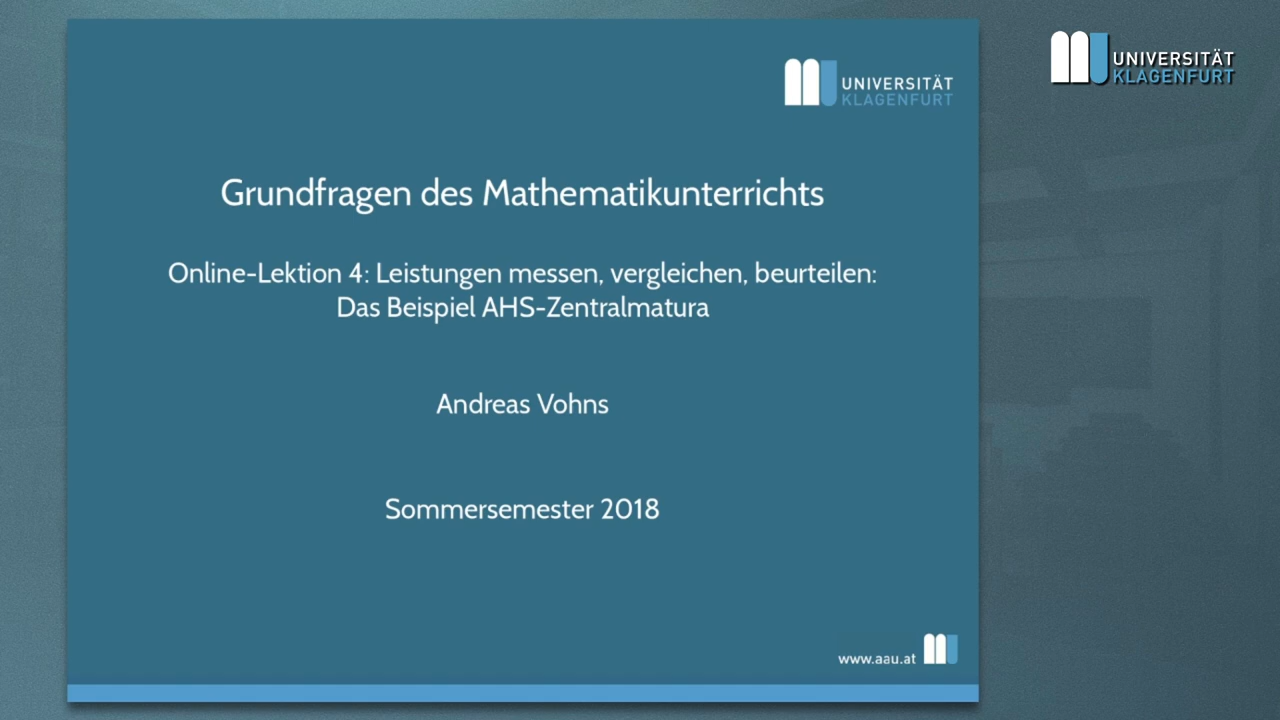 UNIVERSITÄT
KLAGENFURT
UNIVERSITÄT
KLAGENFURT
Grundfragen des Mathematikunterrichts
Online-Lektion 4: Leistungen messen, vergleichen, beurteilen:
Das Beispiel AHS-Zentralmatura
Andreas Vohns
Sommersemester 2018
www.aau.at